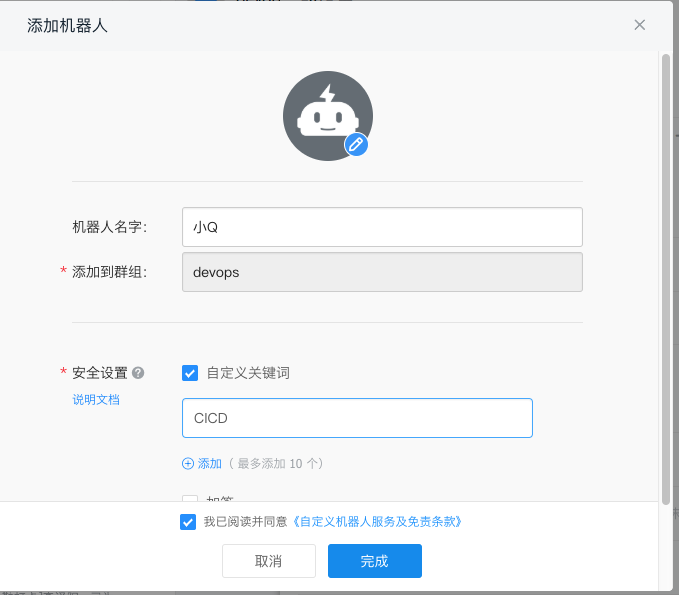 添加机器人
机器人名字:
小Q
* 添加到群组:
devops
* 安全设置 ?
自定义关键词
说明文档
CICD
添加 ( 最多添加 10 个)
加签
我已阅读并同意《自定义机器人服务及免责条款》
取消
完成